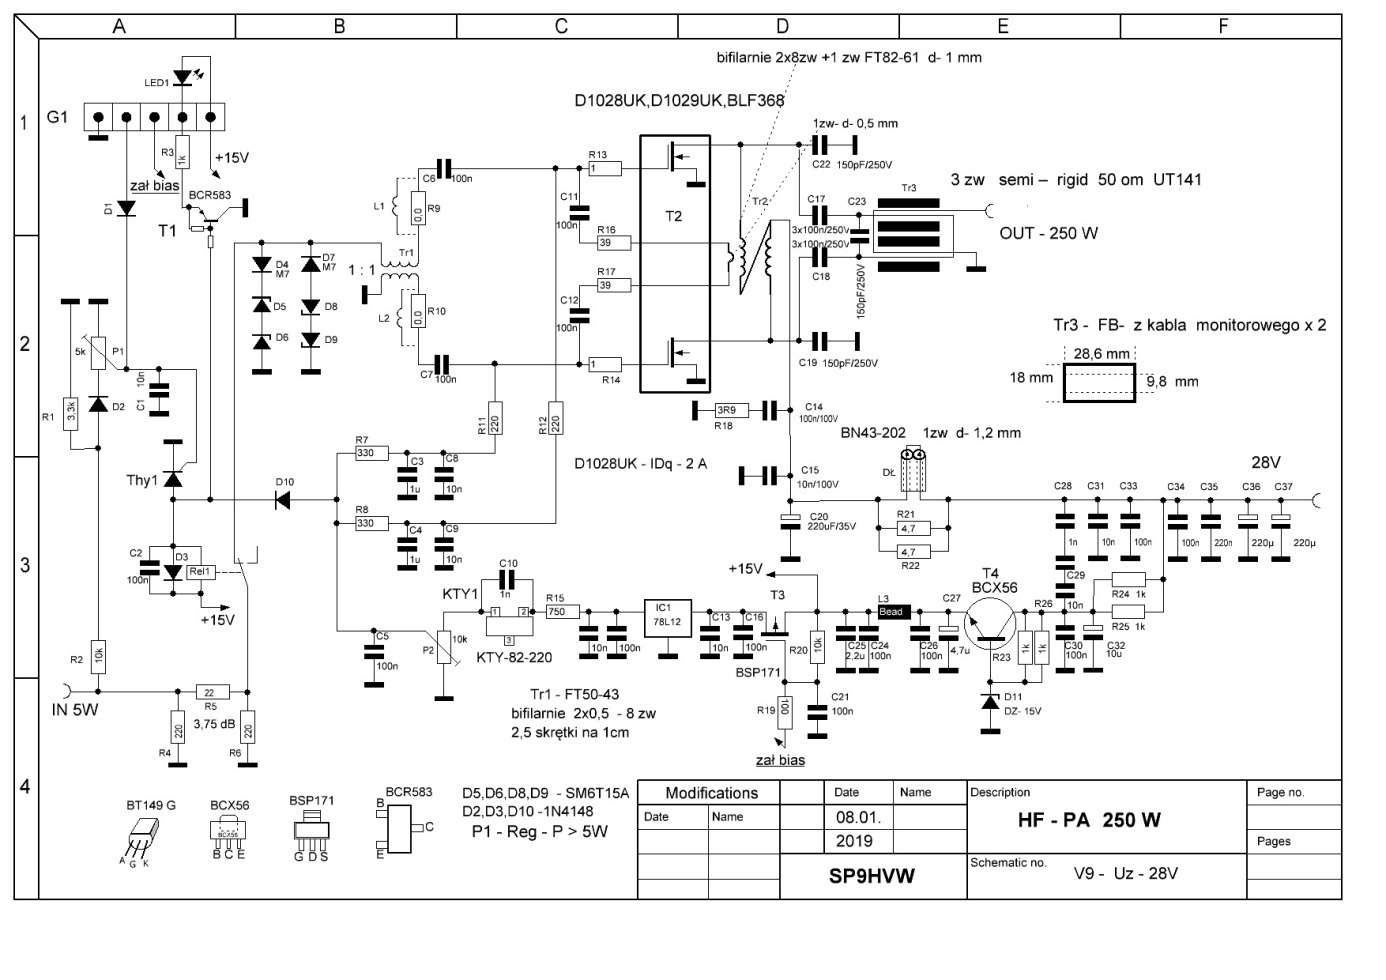 A B C D E F
1
2
3
4
bifilarnie 2x8zw +1 zw FT82-61 d- 1 mm
D1028UK,D1029UK,BLF368
1zw- d- 0,5 mm
G1
LED1
R3
1k
+15V
zał bias
BCR583
D1
T1
C6
100n
L1
R9
0,0
Tr1
1 : 1
L2
R10
0,0
C7
100n
D4
M7
D7
M7
D5
D8
D6
D9
R13
1
C11
100n
R16
39
R17
39
C12
100n
1
R14
T2
Tr2
C22 150pF/250V
C17
3x100n/250V
3x100n/250V
C18
C23
150pF/250V
Tr3
C19 150pF/250V
3 zw semi – rigid 50 om UT141
OUT - 250 W
Tr3 - FB- z kabla monitorowego x 2
28,6 mm
18 mm
9,8 mm
5k
P1
R1
3,3k
D2
10n
C1
Thy1
D10
R7
330
C3
1u
C8
10n
R8
330
C4
1u
C9
10n
R11
220
R12
220
D1028UK - IDq - 2 A
3R9
R18
C14
100n/100V
C15
10n/100V
C20
220uF/35V
BN43-202 1zw d- 1,2 mm
DŁ
R21
4,7
4,7
R22
28V
C28
1n
C31
10n
C33
100n
C34
100n
C35
220n
C36
220µ
C37
220µ
C29
10n
R24 1k
R25 1k
C2
100n
D3
Rel1
+15V
R2
10k
IN 5W
22
R5
3,75 dB
R4
220
R6
220
C5
100n
P2
10k
KTY1
C10
1n
1
2
3
KTY-82-220
R15
750
10n
100n
IC1
78L12
C13
10n
C16
100n
+15V
T3
BSP171
R20
10k
R19
100
zał bias
C21
100n
C25
2,2u
C24
100n
L3
Bead
C26
100n
C27
4,7u
T4
BCX56
R23
1k
R26
1k
C30
100n
C32
10u
D11
DZ- 15V
Tr1 - FT50-43
bifilarnie 2x0,5 - 8 zw
2,5 skrętki na 1cm
BT149 G
A G K
BCX56
BCX56
B C E
BSP171
G D S
BCR583
B
C
E
D5,D6,D8,D9 - SM6T15A
D2,D3,D10 -1N4148
P1 - Reg - P > 5W
Modifications
Date Name
Date Name
08.01.
2019
SP9HVW
Description
HF - PA 250 W
Schematic no.
V9 - Uz - 28V
Page no.
Pages